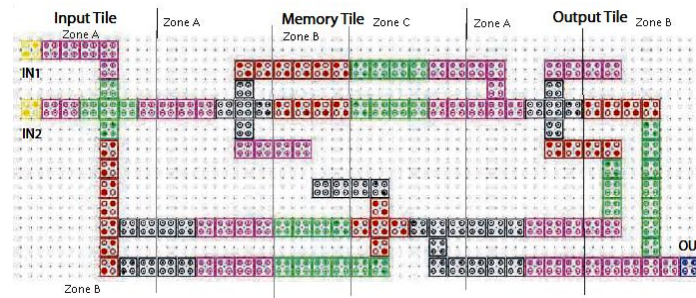 Input Tile Memory Tile Output Tile
Zone A Zone A Zone B Zone C Zone A Zone B
IN1
IN2
OU
Zone B